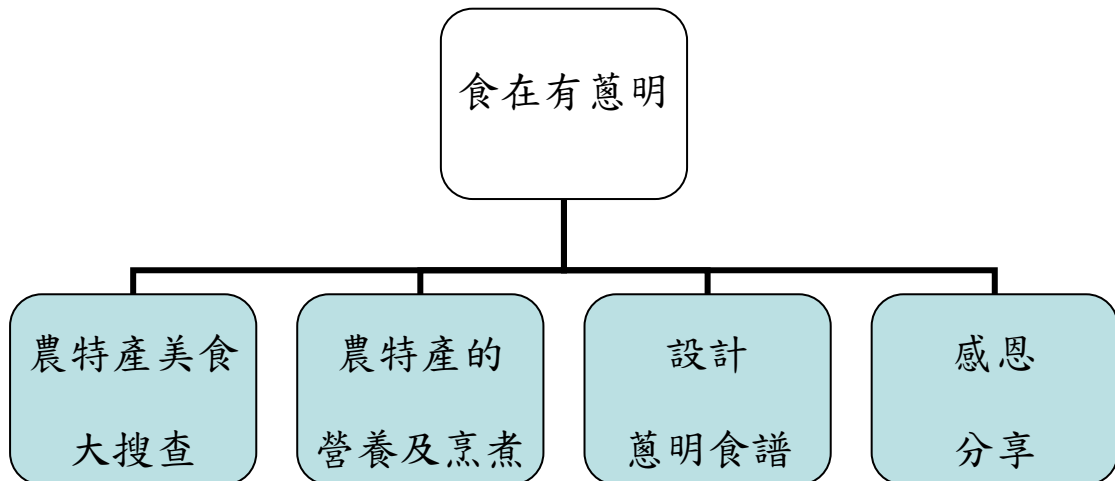 食在有蔥明
農特產美食
大搜查
農特產的
營養及烹煮
設計
蔥明食譜
感恩
分享